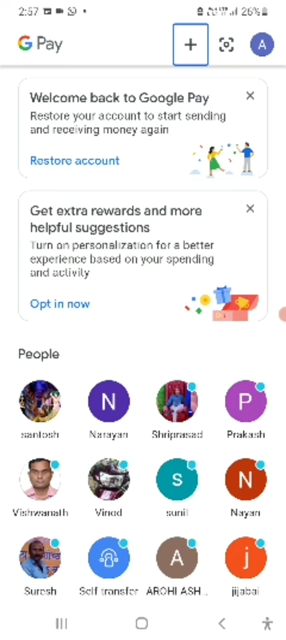 2:57 26%
G Pay
A
Welcome back to Google Pay
Restore your account to start sending
and receiving money again
Restore account
Get extra rewards and more
helpful suggestions
Turn on personalization for a better
experience based on your spending
and activity
Opt in now
People
N P
santosh Narayan Shriprasad Prakash
s N
Vishwanath Vinod sunil Nayan
A j
Suresh Self transfer AROHI ASH... jijabai